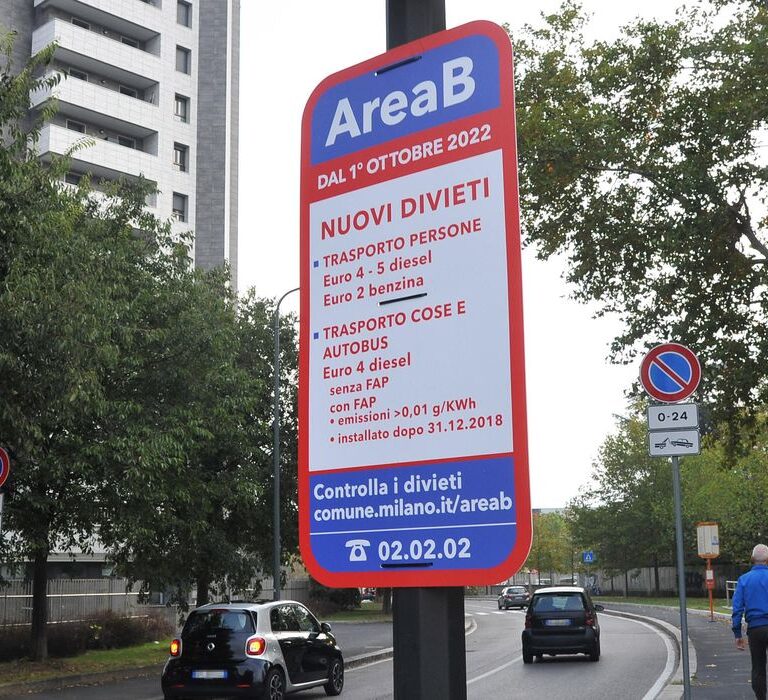 AreaB
DAL 1° OTTOBRE 2022
NUOVI DIVIETI
TRASPORTO PERSONE
Euro 4 - 5 diesel
Euro 2 benzina
TRASPORTO COSE E
AUTOBUS
Euro 4 diesel
senza FAP
con FAP
• emissioni >0,01 g/KWh
• installato dopo 31.12.2018
Controlla i divieti
comune.milano.it/areab
02.02.02
0-24